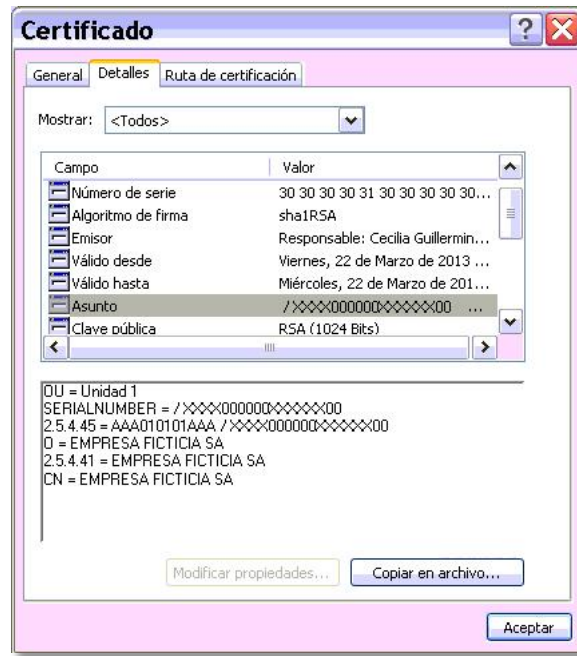 Certificado
General Detalles Ruta de certificación
Mostrar: <Todos>
Campo Valor
Número de serie 30 30 30 30 31 30 30 30 30 30...
Algoritmo de firma sha1RSA
Emisor Responsable: Cecilia Guillermin...
Válido desde Viernes, 22 de Marzo de 2013 ...
Válido hasta Miércoles, 22 de Marzo de 201...
Asunto / XXXX000000XXXXXX00 ...
Clave pública RSA (1024 Bits)
OU = Unidad 1
SERIALNUMBER = / XXXX000000XXXXXX00
2.5.4.45 = AAA010101AAA / XXXX000000XXXXXX00
O = EMPRESA FICTICIA SA
2.5.4.41 = EMPRESA FICTICIA SA
CN = EMPRESA FICTICIA SA
Modificar propiedades... Copiar en archivo...
Aceptar